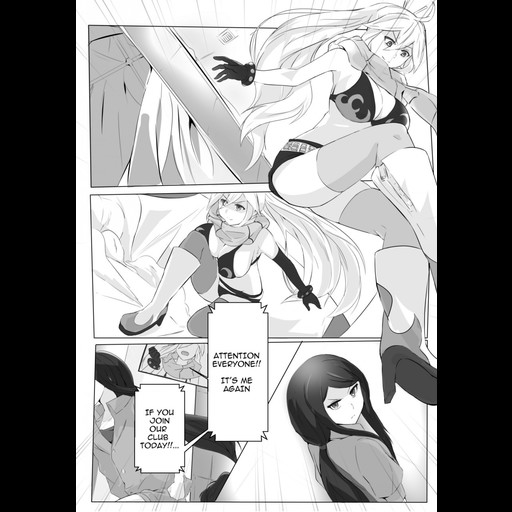 ATTENTION
EVERYONE!!
IT'S ME
AGAIN
IF YOU
JOIN
OUR
CLUB
TODAY!!...